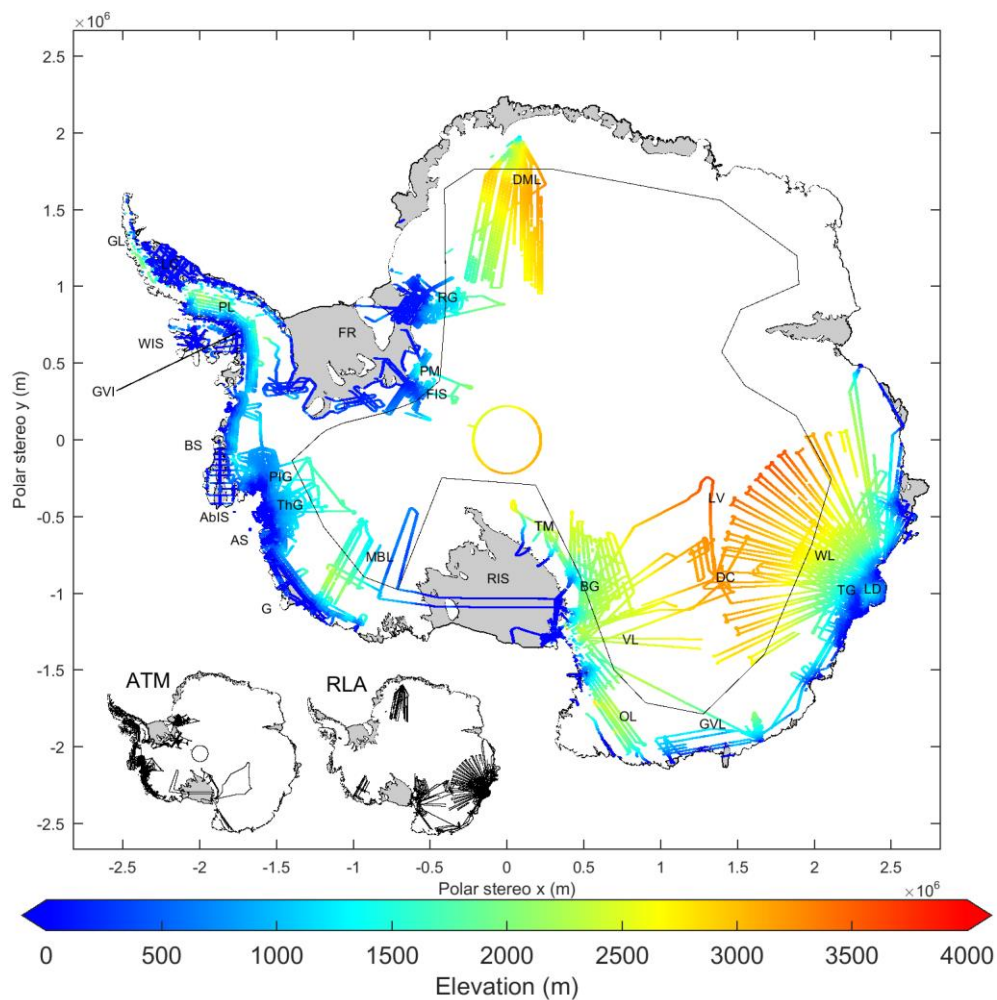 ×10⁶
2.5
2
1.5
1
0.5
0
-0.5
-1
-1.5
-2
-2.5
Polar stereo y (m)
DML
GL
PL
RG
WIS
FR
PM
FIS
GVI
BS
PIG
AbIS
ThG
AS
LV
TM
MBL
WL
RIS
DC
BG
TG LD
G
VL
OL
GVL
ATM
RLA
-2.5 -2 -1.5 -1 -0.5 0 0.5 1 1.5 2 2.5
Polar stereo x (m)
×10⁶
0 500 1000 1500 2000 2500 3000 3500 4000
Elevation (m)